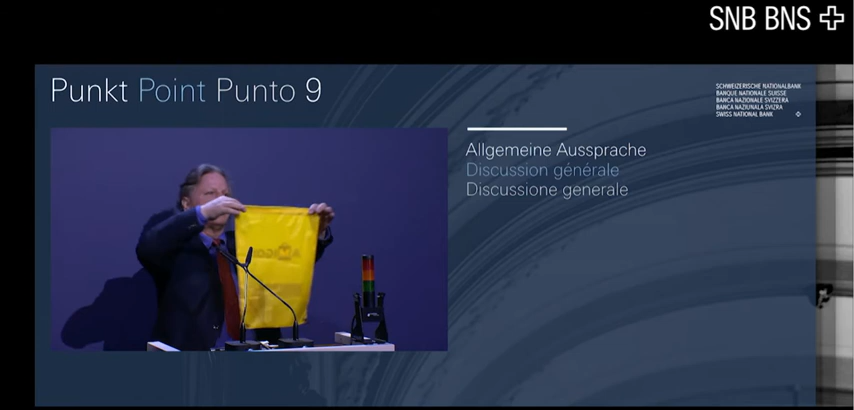 SNB BNS
Punkt Point Punto 9
SCHWEIZERISCHE NATIONALBANK
BANQUE NATIONALE SUISSE
BANCA NAZIONALE SVIZZERA
BANCA NAZIUNALA SVIZRA
SWISS NATIONAL BANK
Allgemeine Aussprache
Discussion générale
Discussione generale